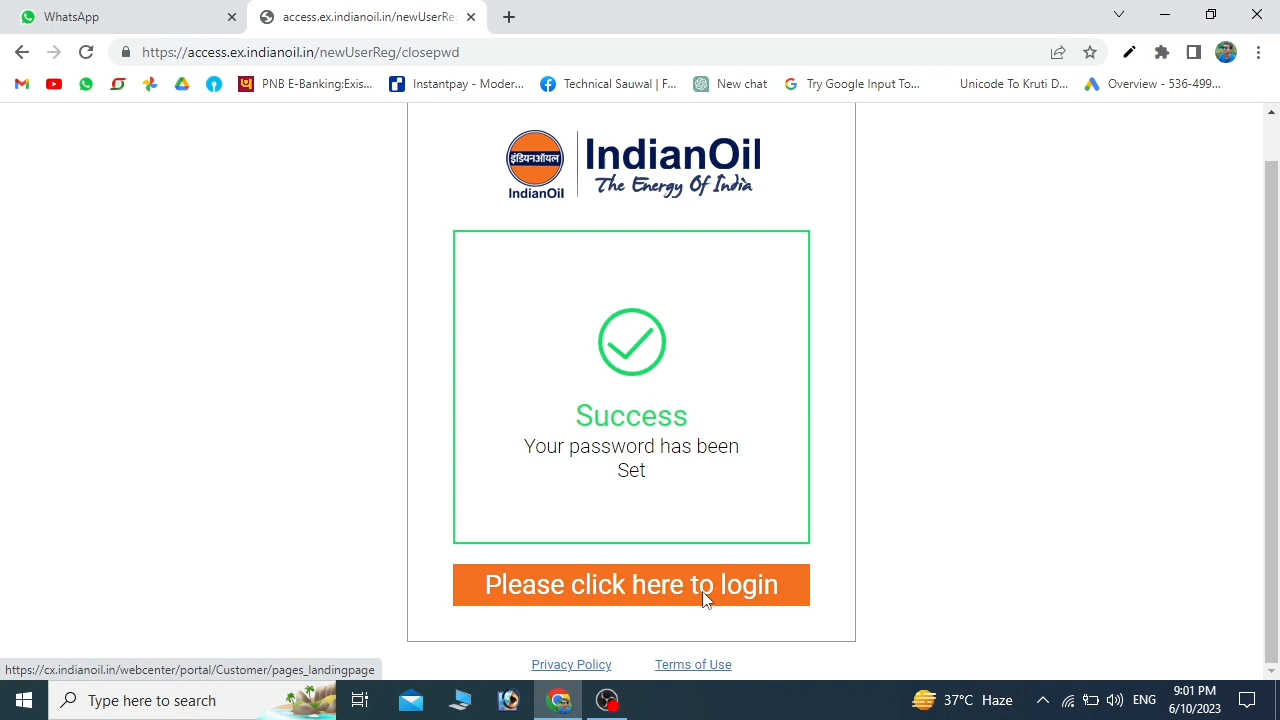 WhatsApp
access.ex.indianoil.in/newUserRe
https://access.ex.indianoil.in/newUserReg/closepwd
PNB E-Banking:Exis...
Instantpay - Moder...
Technical Sauwal | F...
New chat
Try Google Input To...
Unicode To Kruti D...
Overview - 536-499...
इंडियनऑयल
IndianOil
IndianOil
The Energy Of India
Success
Your password has been
Set
Please click here to login
Privacy Policy
Terms of Use
https://cx.indianoil.in/webcenter/portal/Customer/pages_landingpage
Type here to search
37°C Haze
ENG
9:01 PM
6/10/2023